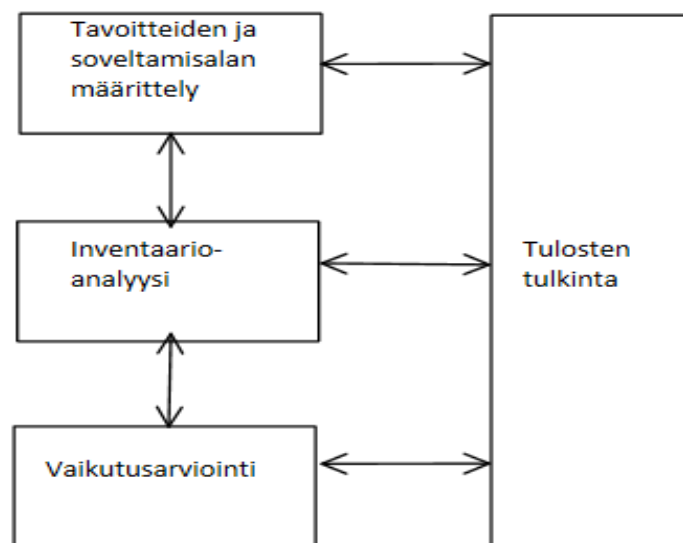 Tavoitteiden ja
soveltamisalan
määrittely
Inventaario-
analyysi
Tulosten
tulkinta
Vaikutusarviointi